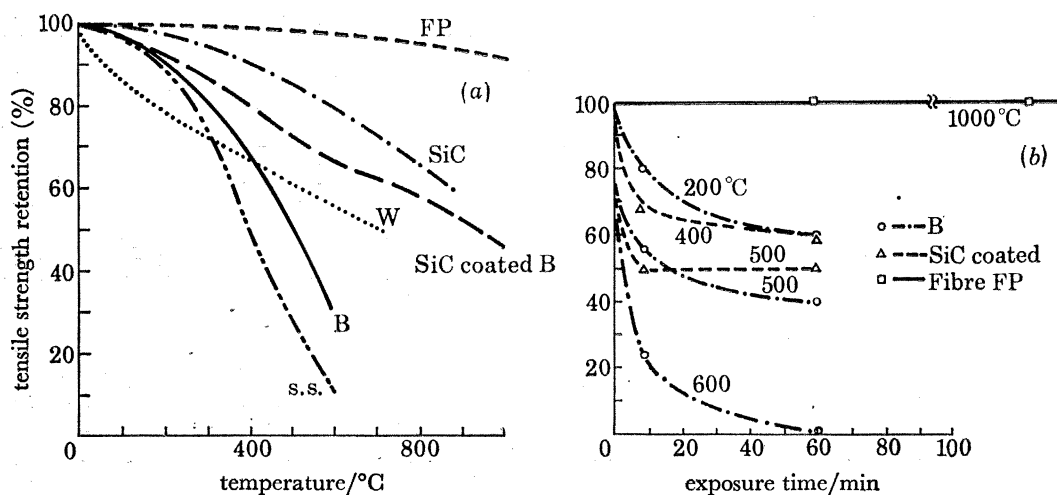 tensile strength retention (%)
100
80
60
40
20
0
400
800
temperature/°C
FP
(a)
SiC
W
SiC coated B
B
s.s.
100
80
60
40
20
0
0
20
40
60
80
100
exposure time/min
1000°C
(b)
200°C
400
500
500
600
B
SiC coated
Fibre FP